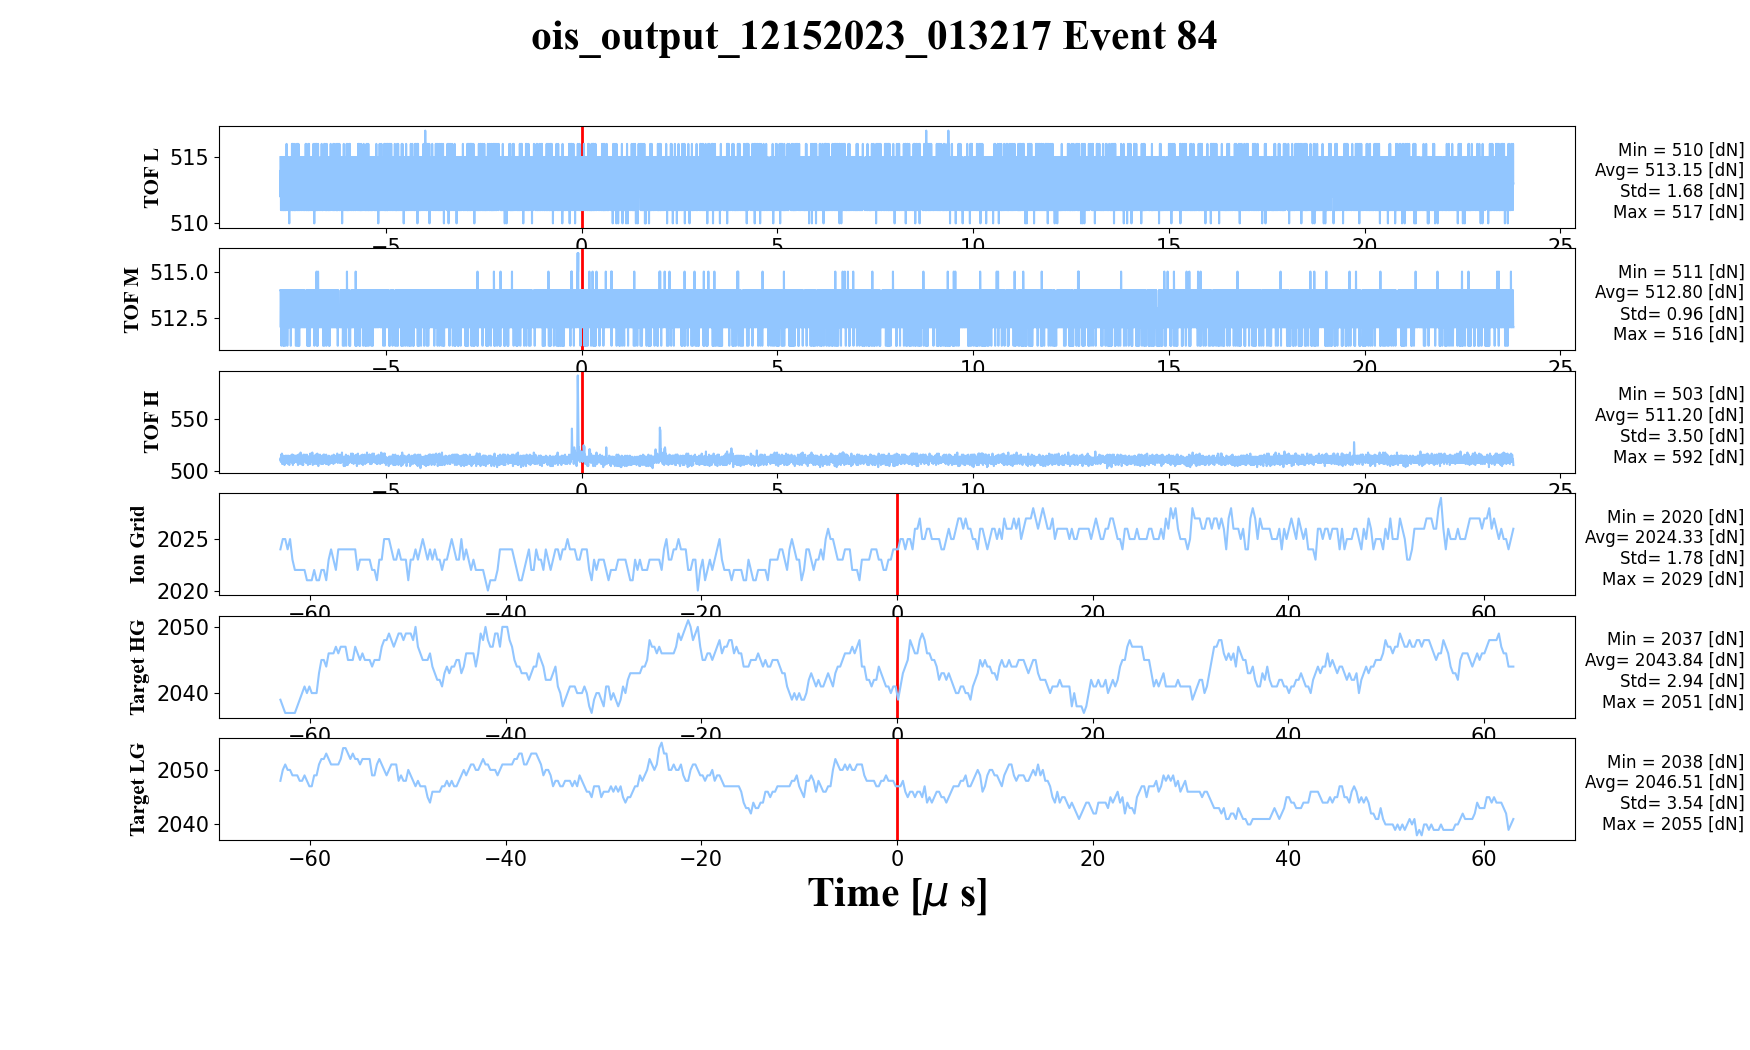 ois_output_12152023_013217 Event 84
TOF L
515
510
Min = 510 [dN]
Avg= 513.15 [dN]
Std= 1.68 [dN]
Max = 517 [dN]
−5 0 5 10 15 20 25
TOF M
515.0
512.5
Min = 511 [dN]
Avg= 512.80 [dN]
Std= 0.96 [dN]
Max = 516 [dN]
−5 0 5 10 15 20 25
TOF H
550
500
Min = 503 [dN]
Avg= 511.20 [dN]
Std= 3.50 [dN]
Max = 592 [dN]
−5 0 5 10 15 20 25
Ion Grid
2025
2020
Min = 2020 [dN]
Avg= 2024.33 [dN]
Std= 1.78 [dN]
Max = 2029 [dN]
−60 −40 −20 0 20 40 60
Target HG
2050
2040
Min = 2037 [dN]
Avg= 2043.84 [dN]
Std= 2.94 [dN]
Max = 2051 [dN]
−60 −40 −20 0 20 40 60
Target LG
2050
2040
Min = 2038 [dN]
Avg= 2046.51 [dN]
Std= 3.54 [dN]
Max = 2055 [dN]
−60 −40 −20 0 20 40 60
Time [μ s]